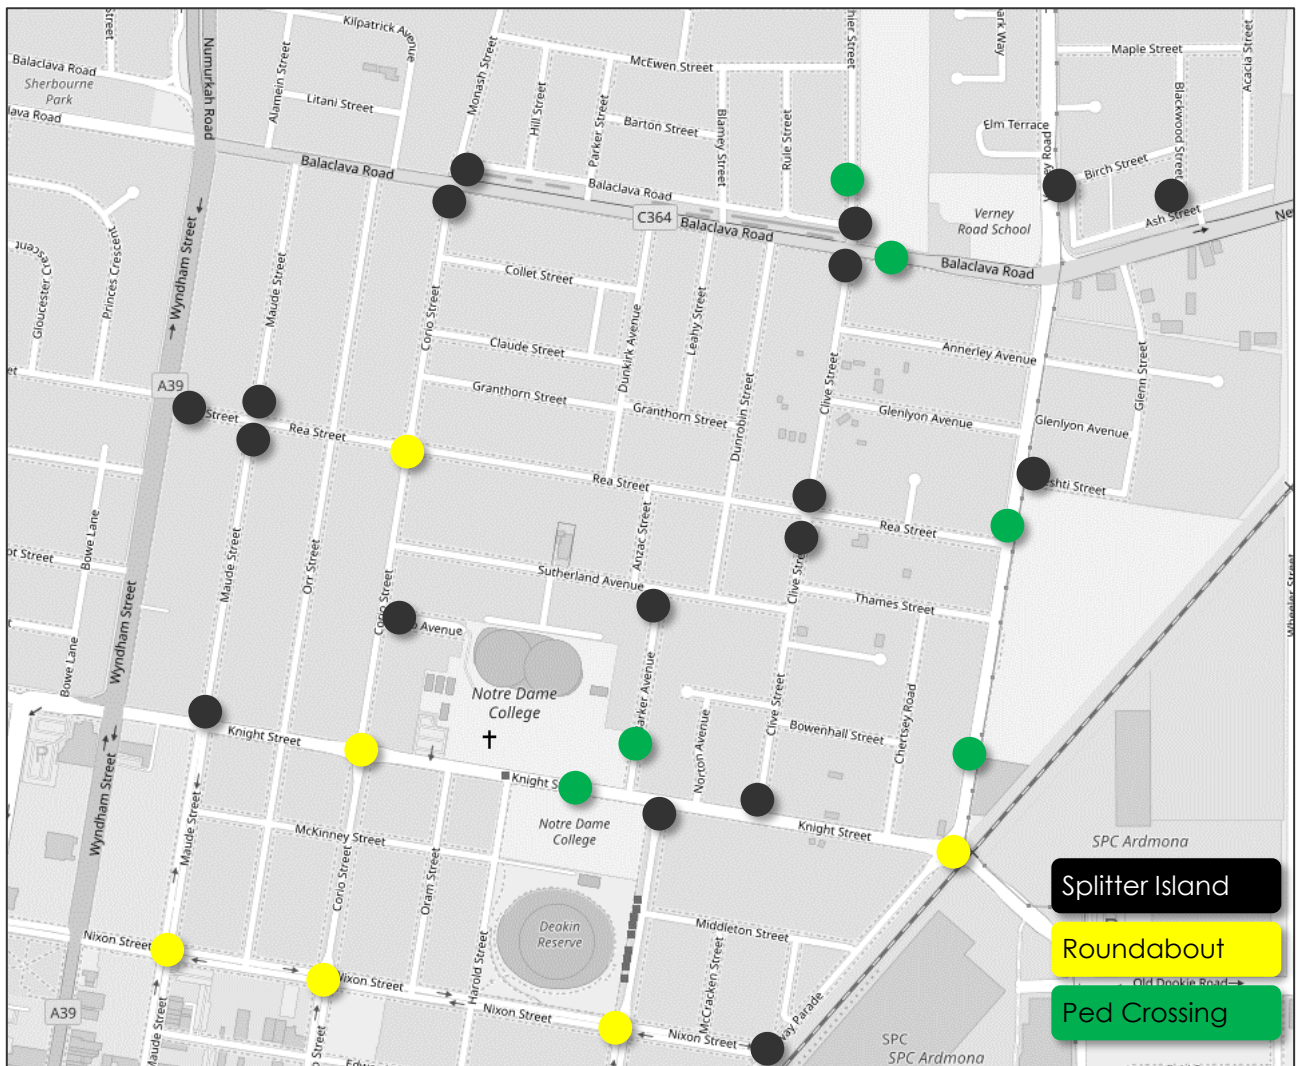 Kilpatrick Avenue
Street
Numurkah Road
Alamein Street
Monash Street
McEwen Street
Maple Street
Acacia Street
Balaclava Road
Sherbourne
Park
Litani Street
Hill Street
Parker Street
Barton Street
Blamey Street
Rule Street
Elm Terrace
Blackwood Street
Balaclava Road
Balaclava Road
C364
Balaclava Road
Birch Street
Verney
Road School
Ash Street
Balaclava Road
Wyndham Street
Maude Street
Princes Crescent
Gloucester Crescent
Collet Street
Corio Street
Claude Street
Dunkirk Avenue
Leahy Street
Annerley Avenue
Glenn Street
Clive Street
Granthorn Street
Granthorn Street
Dunrobin Street
Glenlyon Avenue
Glenlyon Avenue
A39
Street
Rea Street
Rea Street
Rea Street
Street
Bowe Lane
Maude Street
Orr Street
Anzac Street
Sutherland Avenue
Clive Street
Thames Street
Wheeler Street
Corio Street
Avenue
Wyndham Street
Bowe Lane
Notre Dame
College
Clive Street
Bowenhall Street
Norton Avenue
Chertsey Road
Knight Street
Wyndham Street
Knight Street
Notre Dame
College
Knight Street
Maude Street
McKinney Street
Corio Street
Oram Street
SPC Ardmona
Splitter Island
Deakin
Reserve
Middleton Street
Harold Street
McCracken Street
Nixon Street
Roundabout
Nixon Street
Nixon Street
Nixon Street
Old Dookie Road
A39
Maude Street
Street
Ped Crossing
SPC
SPC Ardmona